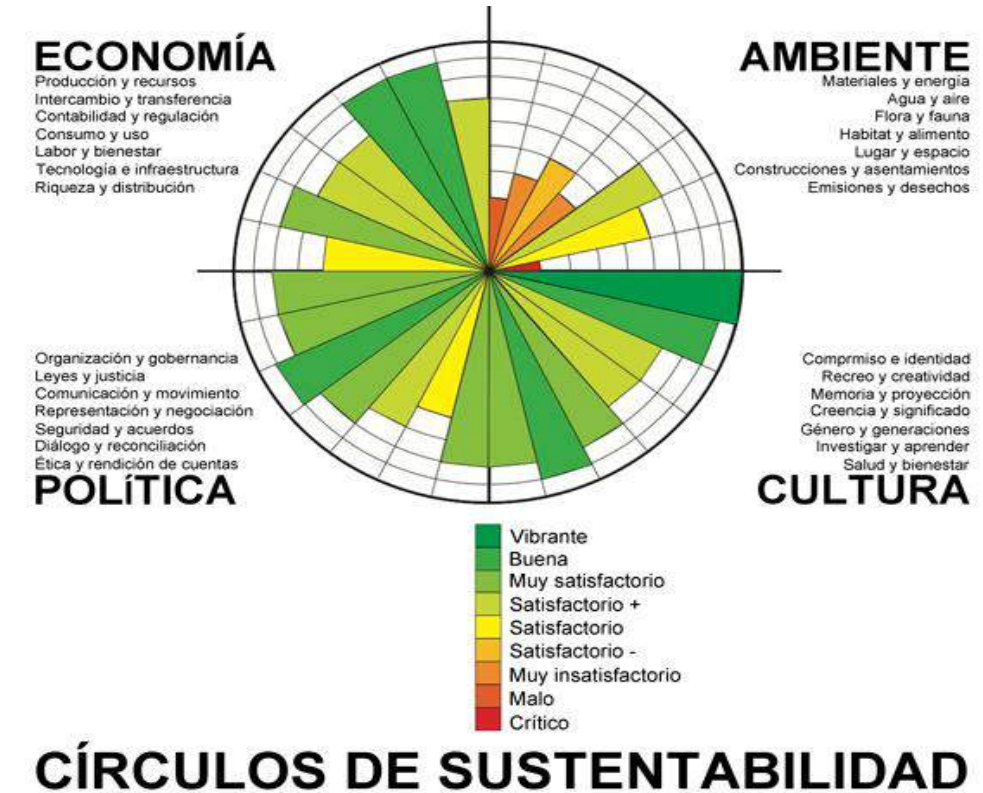 ECONOMÍA
Producción y recursos
Intercambio y transferencia
Contabilidad y regulación
Consumo y uso
Labor y bienestar
Tecnología e infraestructura
Riqueza y distribución
AMBIENTE
Materiales y energía
Agua y aire
Flora y fauna
Habitat y alimento
Lugar y espacio
Construcciones y asentamientos
Emisiones y desechos
Organización y gobernancia
Leyes y justicia
Comunicación y movimiento
Representación y negociación
Seguridad y acuerdos
Diálogo y reconciliación
Ética y rendición de cuentas
POLíTICA
Comprmiso e identidad
Recreo y creatividad
Memoria y proyección
Creencia y significado
Género y generaciones
Investigar y aprender
Salud y bienestar
CULTURA
Vibrante
Buena
Muy satisfactorio
Satisfactorio +
Satisfactorio
Satisfactorio -
Muy insatisfactorio
Malo
Crítico
CÍRCULOS DE SUSTENTABILIDAD